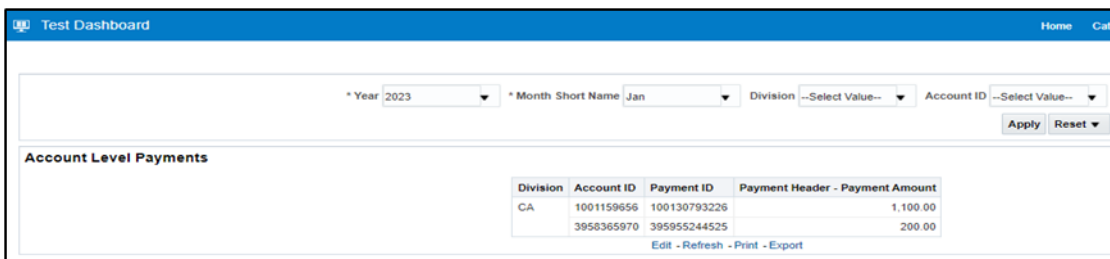 Test Dashboard Home Cat
* Year 2023 * Month Short Name Jan Division --Select Value-- Account ID --Select Value--
Apply Reset
Account Level Payments
Division Account ID Payment ID Payment Header - Payment Amount
CA 1001159656 100130793226 1,100.00
3958365970 395955244525 200.00
Edit - Refresh - Print - Export